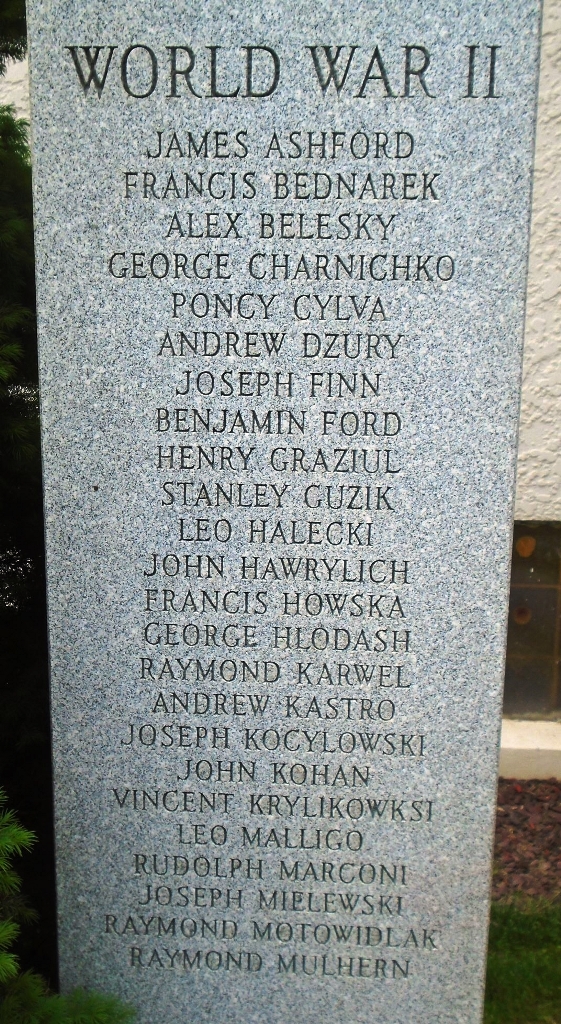 WORLD WAR II
JAMES ASHFORD
FRANCIS BEDNAREK
ALEX BELESKY
GEORGE CHARNICHKO
PONCY CYLVA
ANDREW DZURY
JOSEPH FINN
BENJAMIN FORD
HENRY GRAZIUL
STANLEY GUZIK
LEO HALECKI
JOHN HAWRYLICH
FRANCIS HOWSKA
GEORGE HLODASH
RAYMOND KARWEL
ANDREW KASTRO
JOSEPH KOCYLOWSKI
JOHN KOHAN
VINCENT KRYLIKOWKSI
LEO MALLIGO
RUDOLPH MARCONI
JOSEPH MIELEWSKI
RAYMOND MOTOWIDLAK
RAYMOND MULHERN